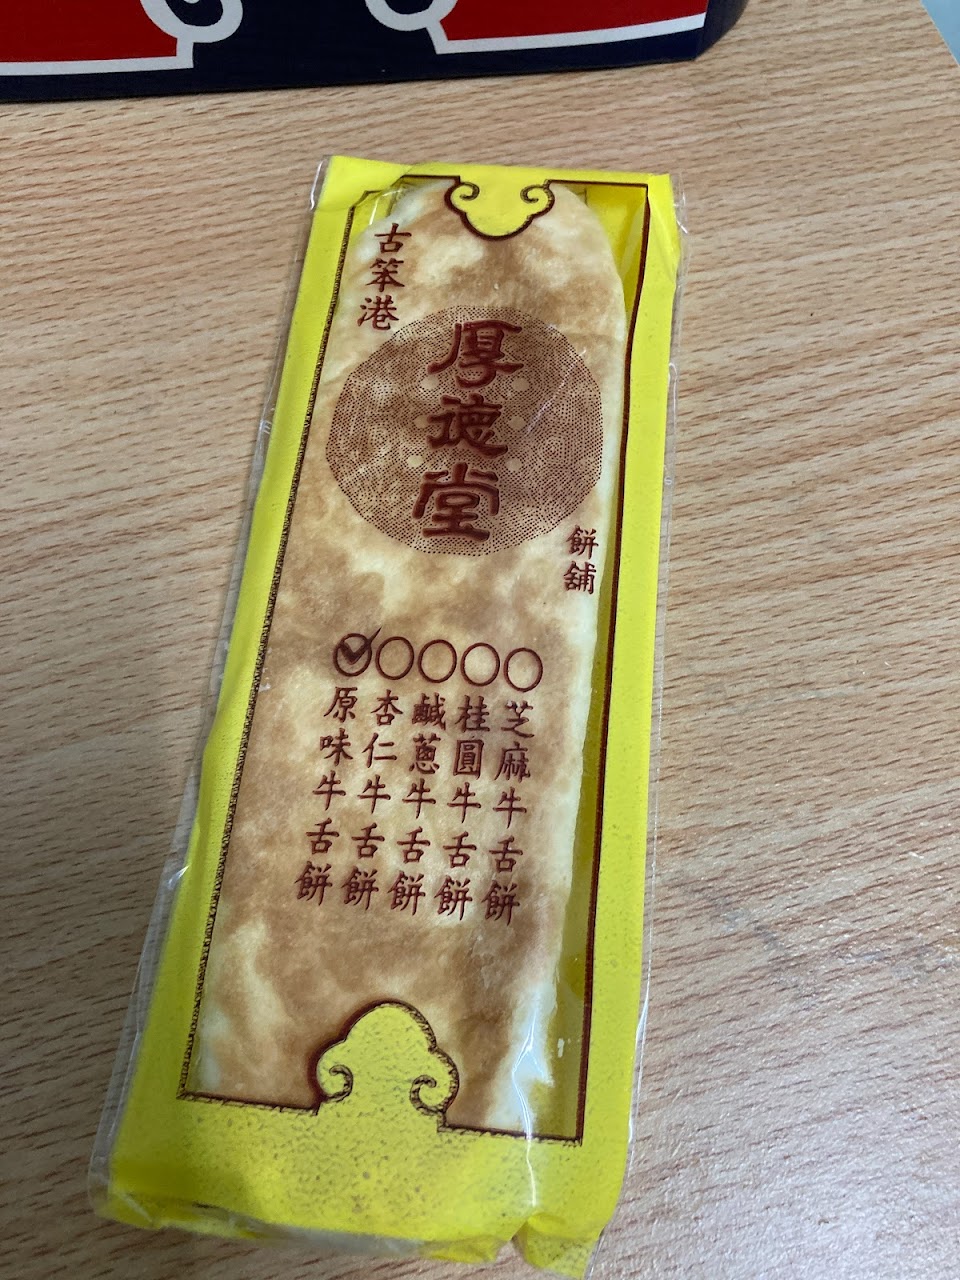 古笨港
厚德堂
餅舖
原味牛舌餅
杏仁牛舌餅
鹹蔥牛舌餅
桂圓牛舌餅
芝麻牛舌餅